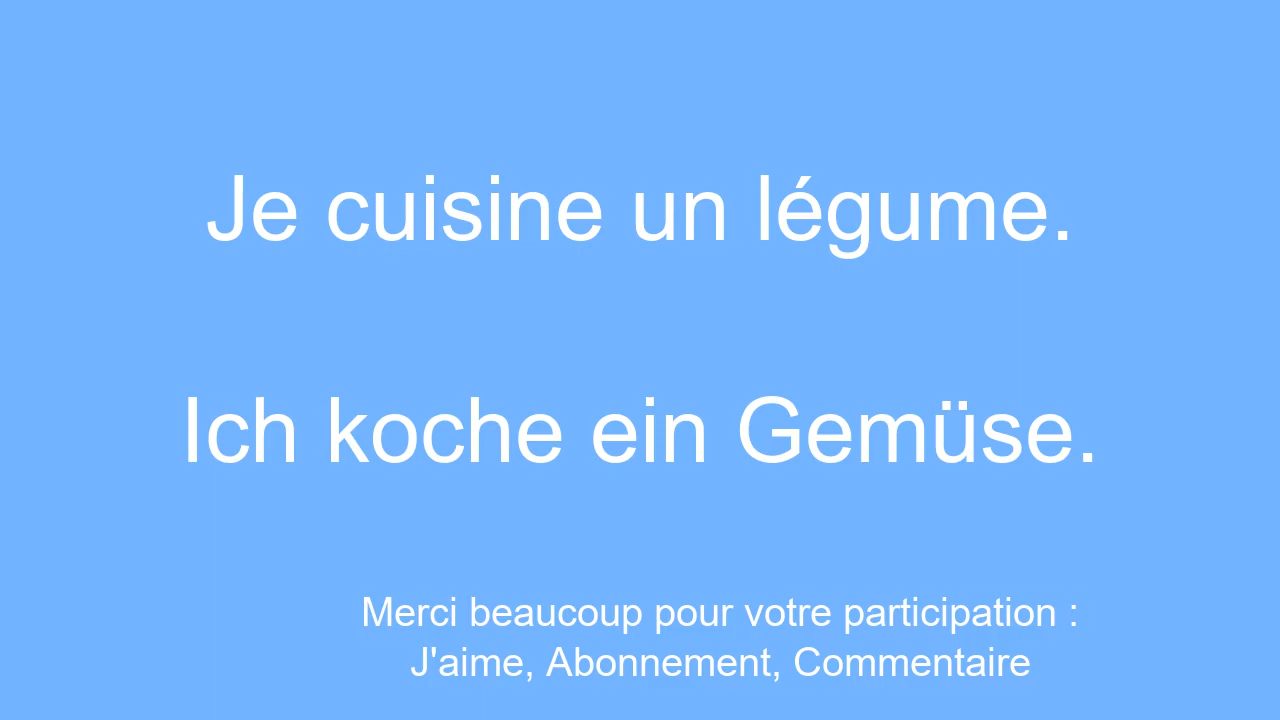 Je cuisine un légume.
Ich koche ein Gemüse.
Merci beaucoup pour votre participation :
J'aime, Abonnement, Commentaire